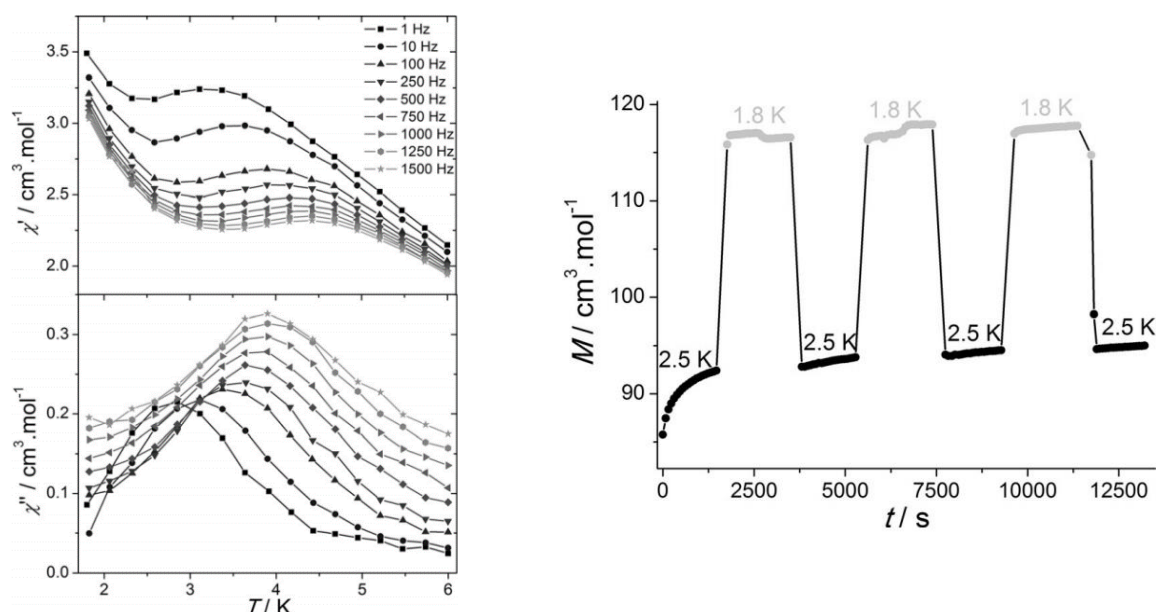 3.5
3.0
2.5
2.0
χ' / cm³.mol⁻¹
1 Hz
10 Hz
100 Hz
250 Hz
500 Hz
750 Hz
1000 Hz
1250 Hz
1500 Hz
0.3
0.2
0.1
0.0
χ'' / cm³.mol⁻¹
2 3 4 5 6
T / K
120
110
100
90
M / cm³.mol⁻¹
1.8 K 1.8 K 1.8 K
2.5 K 2.5 K 2.5 K 2.5 K
0 2500 5000 7500 10000 12500
t / s